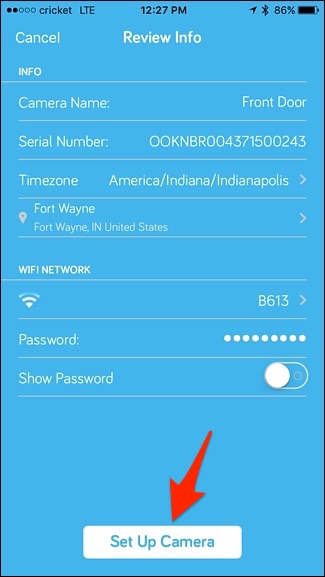 cricket LTE 12:27 PM 86%
Cancel Review Info
INFO
Camera Name: Front Door
Serial Number: OOKNBR004371500243
Timezone America/Indiana/Indianapolis
Fort Wayne
Fort Wayne, IN United States
WIFI NETWORK
B613
Password: ●●●●●●●●●
Show Password
Set Up Camera